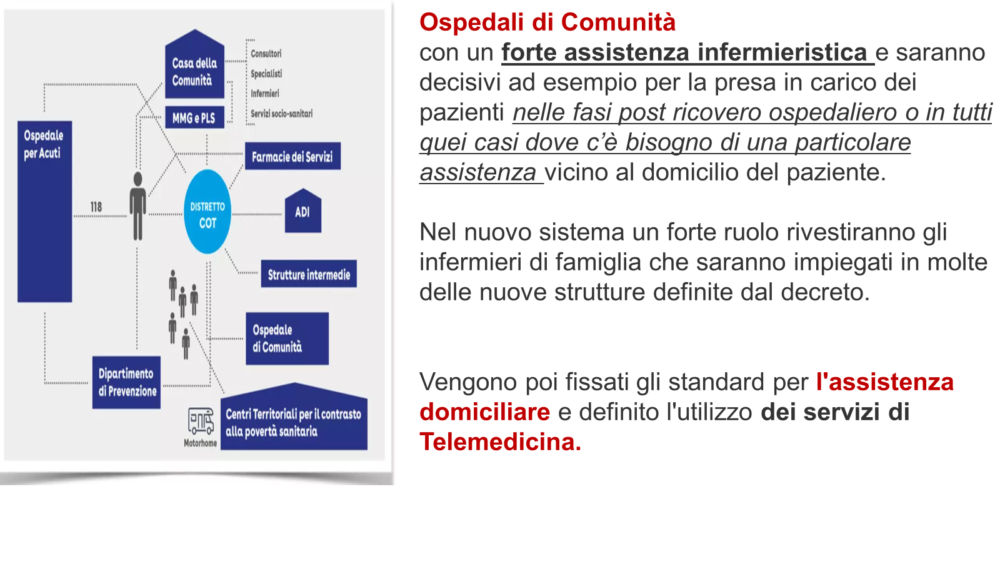 Casa della
Comunità
MMG e PLS
Consultori
Specialisti
Infermieri
Servizi socio-sanitari
Ospedale
per Acuti
Farmacie dei Servizi
118
DISTRETTO
COT
ADI
Strutture intermedie
Ospedale
di Comunità
Dipartimento
di Prevenzione
Centri Territoriali per il contrasto
alla povertà sanitaria
Motorhome
Ospedali di Comunità
con un forte assistenza infermieristica e saranno
decisivi ad esempio per la presa in carico dei
pazienti nelle fasi post ricovero ospedaliero o in tutti
quei casi dove c’è bisogno di una particolare
assistenza vicino al domicilio del paziente.
Nel nuovo sistema un forte ruolo rivestiranno gli
infermieri di famiglia che saranno impiegati in molte
delle nuove strutture definite dal decreto.
Vengono poi fissati gli standard per l'assistenza
domiciliare e definito l'utilizzo dei servizi di
Telemedicina.